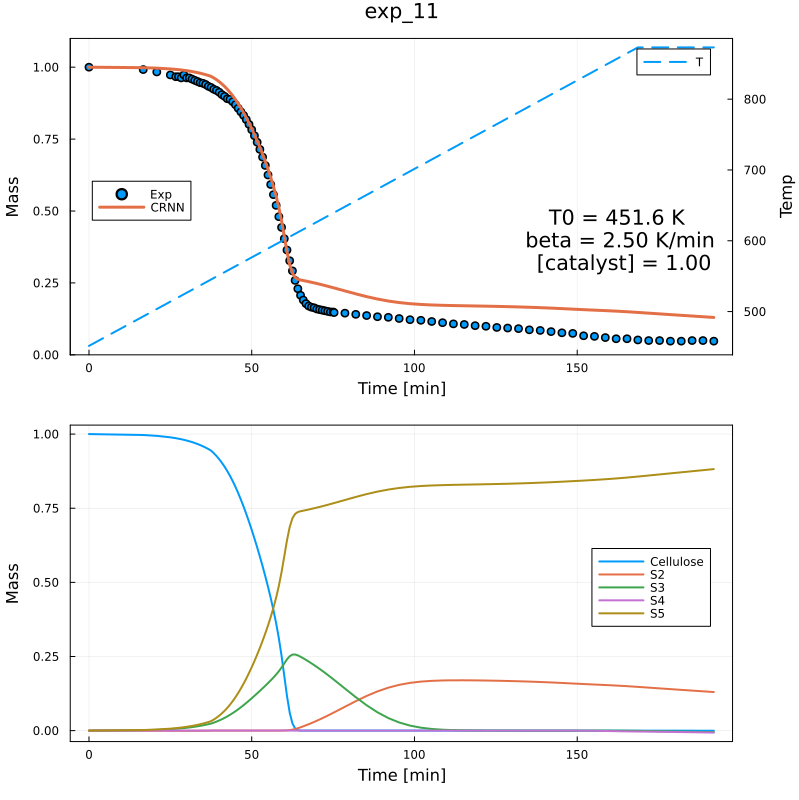 exp_11
1.00
0.75
0.50
0.25
0.00
Mass
Exp
CRNN
T
800
700
600
500
Temp
T0 = 451.6 K
beta = 2.50 K/min
[catalyst] = 1.00
0
50
100
150
Time [min]
1.00
0.75
0.50
0.25
0.00
Mass
Cellulose
S2
S3
S4
S5
0
50
100
150
Time [min]